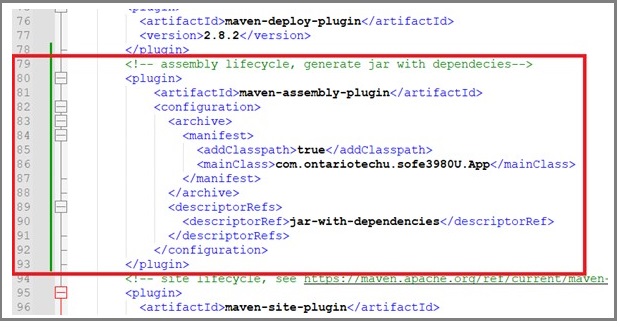 75 <plugin>
76 <artifactId>maven-deploy-plugin</artifactId>
77 <version>2.8.2</version>
78 </plugin>
79 <!-- assembly lifecycle, generate jar with dependecies-->
80 <plugin>
81 <artifactId>maven-assembly-plugin</artifactId>
82 <configuration>
83 <archive>
84 <manifest>
85 <addClasspath>true</addClasspath>
86 <mainClass>com.ontariotechu.sofe3980U.App</mainClass>
87 </manifest>
88 </archive>
89 <descriptorRefs>
90 <descriptorRef>jar-with-dependencies</descriptorRef>
91 </descriptorRefs>
92 </configuration>
93 </plugin>
94 <!-- site lifecycle, see https://maven.apache.org/ref/current/maven-
95 <plugin>
96 <artifactId>maven-site-plugin</artifactId>